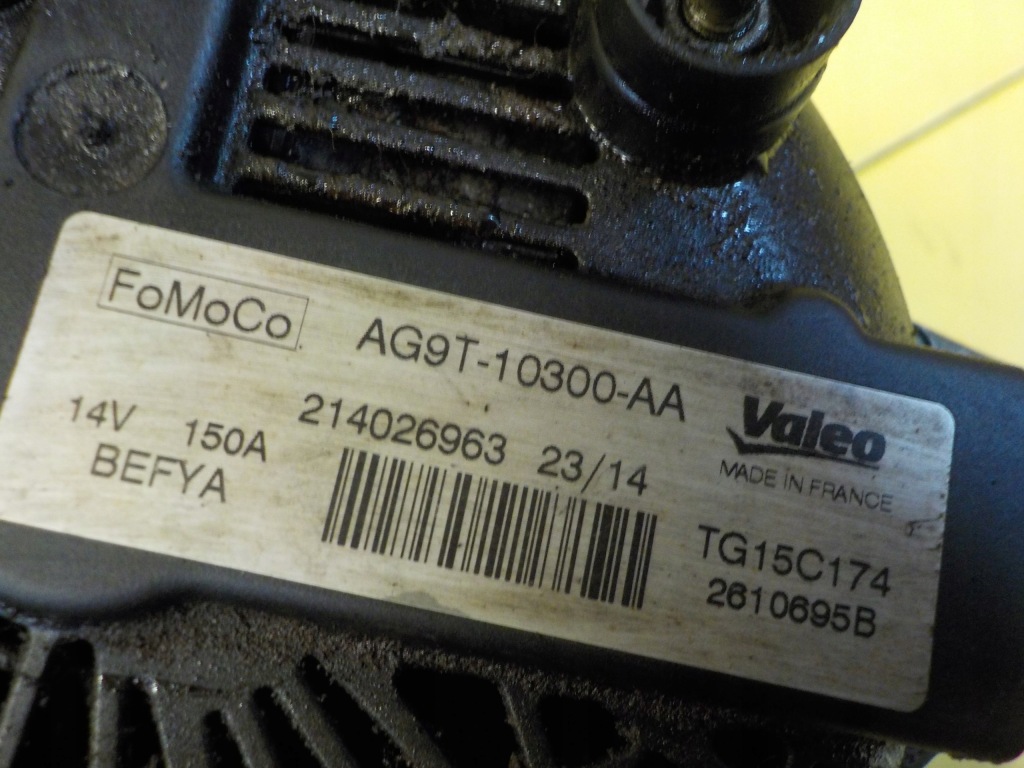 FoMoCo AG9T-10300-AA
14V 150A 214026963 23/14 Valeo
BEFYA MADE IN FRANCE
TG15C174
2610695B